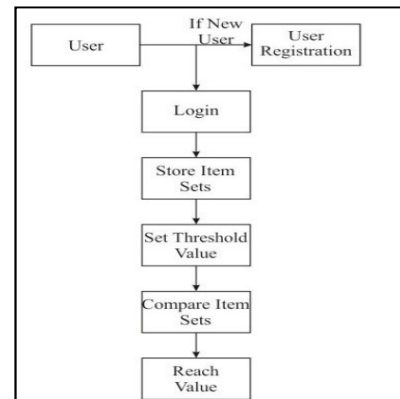 If New
User
User
User
Registration
Login
Store Item
Sets
Set Threshold
Value
Compare Item
Sets
Reach
Value